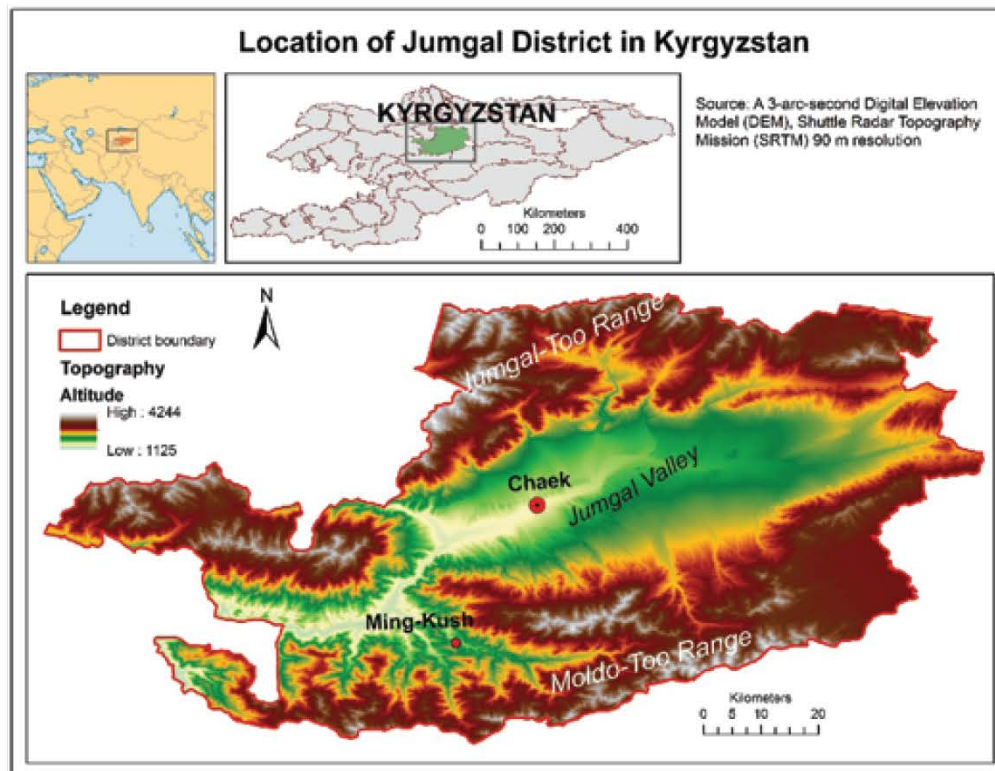 Location of Jumgal District in Kyrgyzstan
KYRGYZSTAN
Kilometers
0 100 200 400
Source: A 3-arc-second Digital Elevation
Model (DEM), Shuttle Radar Topography
Mission (SRTM) 90 m resolution
Legend
District boundary
Topography
Altitude
High : 4244
Low : 1125
N
Jumgal-Too Range
Chaek
Jumgal Valley
Ming-Kush
Moldo-Too Range
Kilometers
0 5 10 20